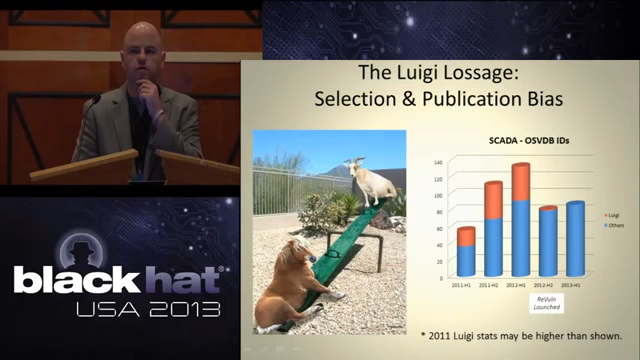 The Luigi Lossage:
Selection & Publication Bias
SCADA - OSVDB IDs
140
120
100
80
60
40
20
0
2011-H1 2011-H2 2012-H1 2012-H2 2013-H1
Luigi
Others
ReVuln
Launched
* 2011 Luigi stats may be higher than shown.
black hat®
USA 2013